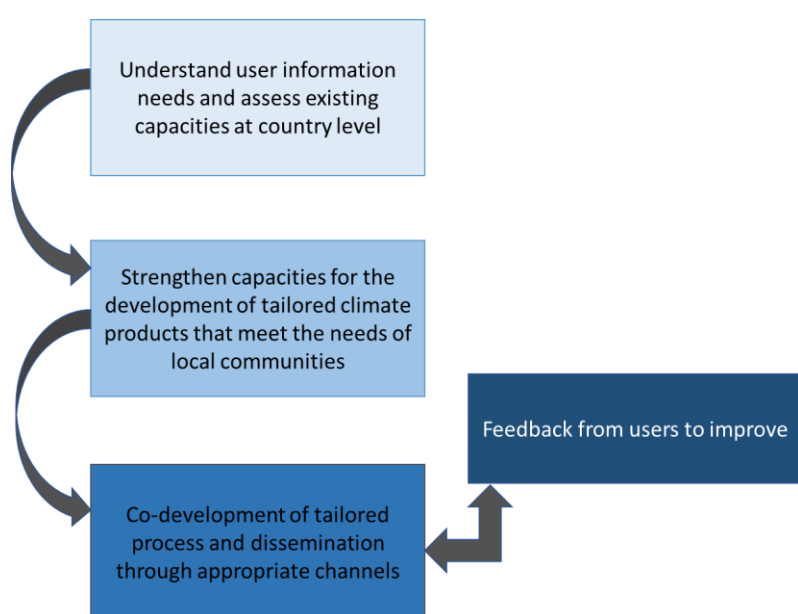 Understand user information
needs and assess existing
capacities at country level
Strengthen capacities for the
development of tailored climate
products that meet the needs of
local communities
Feedback from users to improve
Co-development of tailored
process and dissemination
through appropriate channels